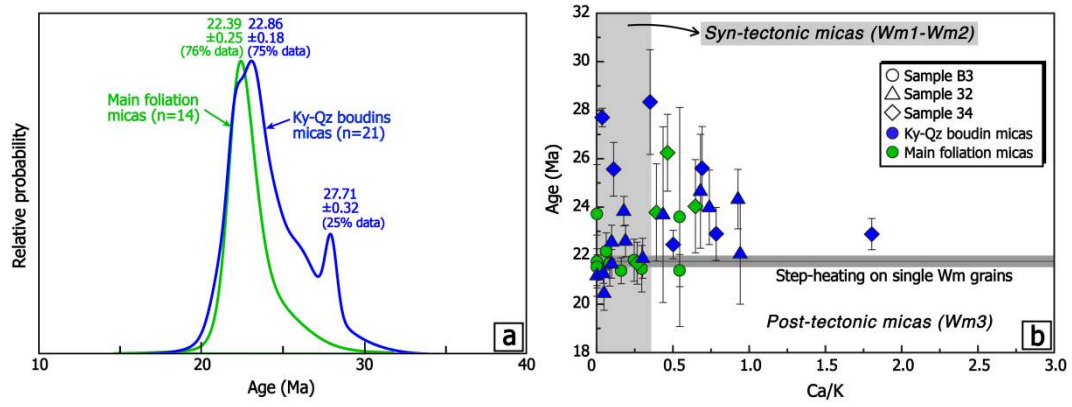 22.39
±0.25
(76% data)
22.86
±0.18
(75% data)
Main foliation
micas (n=14)
Ky-Qz boudins
micas (n=21)
27.71
±0.32
(25% data)
Relative probability
10
20
30
40
Age (Ma)
a
Syn-tectonic micas (Wm1-Wm2)
Sample B3
Sample 32
Sample 34
Ky-Qz boudin micas
Main foliation micas
Step-heating on single Wm grains
Post-tectonic micas (Wm3)
b
Age (Ma)
32
30
28
26
24
22
20
18
0
0.5
1.0
1.5
2.0
2.5
3.0
Ca/K